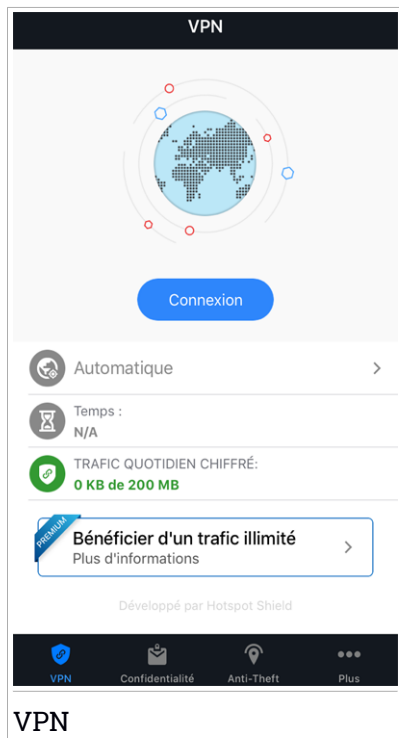 VPN
Connexion
Automatique
Temps :
N/A
TRAFIC QUOTIDIEN CHIFFRÉ:
0 KB de 200 MB
PREMIUM
Bénéficier d'un trafic illimité
Plus d'informations
Développé par Hotspot Shield
VPN
Confidentialité
Anti-Theft
Plus
VPN